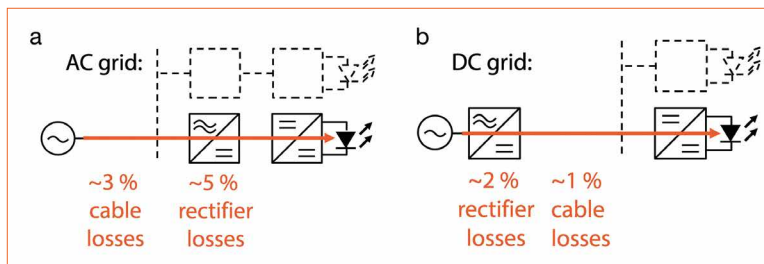 a
AC grid:
~3 %
cable
losses
~5 %
rectifier
losses
b
DC grid:
~2 %
rectifier
losses
~1 %
cable
losses